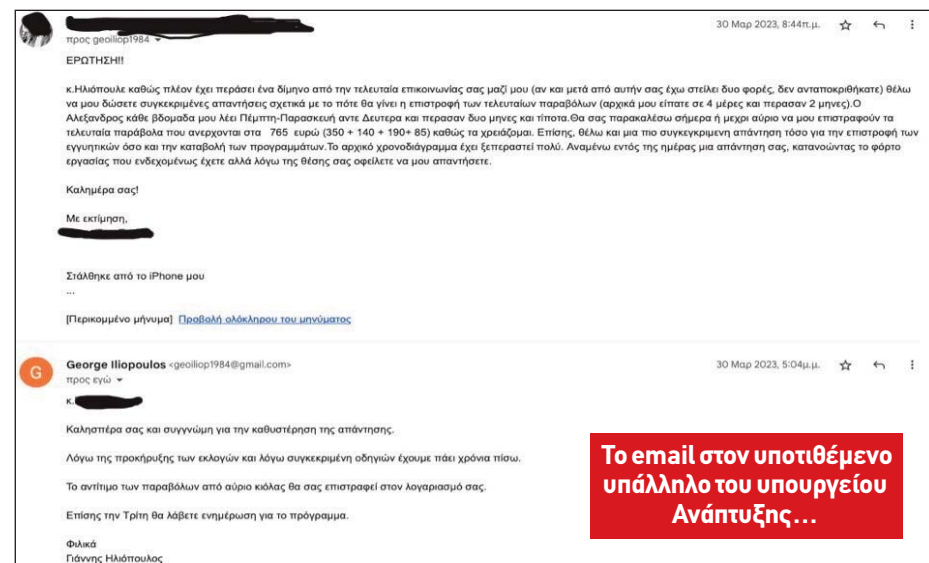 30 Μαρ 2023, 8:44π.μ.
προς geoiliop1984
ΕΡΩΤΗΣΗ!!
κ.Ηλιόπουλε καθώς πλέον έχει περάσει ένα δίμηνο από την τελευταία επικοινωνίας σας μαζί μου (αν και μετά από αυτήν σας έχω στείλει δυο φορές, δεν ανταποκριθήκατε) θέλω
να μου δώσετε συγκεκριμένες απαντήσεις σχετικά με το πότε θα γίνει η επιστροφή των τελευταίων παραβόλων (αρχικά μου είπατε σε 4 μέρες και περασαν 2 μηνες).Ο
Αλεξανδρος κάθε βδομαδα μου λέει Πέμπτη-Παρασκευή αντε Δευτερα και περασαν δυο μηνες και τίποτα.Θα σας παρακαλέσω σήμερα ή μεχρι αύριο να μου επιστραφούν τα
τελευταία παράβολα που ανερχονται στα 765 ευρώ (350 + 140 + 190+ 85) καθώς τα χρειάζομαι. Επίσης, θέλω και μια πιο συγκεκριμενη απάντηση τόσο για την επιστροφή των
εγγυητικών όσο και την καταβολή των προγραμμάτων.Το αρχικό χρονοδιάγραμμα έχει ξεπεραστεί πολύ. Αναμένω εντός της ημέρας μια απάντηση σας, κατανοώντας το φόρτο
εργασίας που ενδεχομένως έχετε αλλά λόγω της θέσης σας οφείλετε να μου απαντήσετε.
Καλημέρα σας!
Με εκτίμηση,
Στάλθηκε από το iPhone μου
...
[Περικομμένο μήνυμα] Προβολή ολόκληρου του μηνύματος
G
George Iliopoulos <geoiliop1984@gmail.com>
30 Μαρ 2023, 5:04μ.μ.
προς εγώ
κ.
Καλησπέρα σας και συγγνώμη για την καθυστέρηση της απάντησης.
Λόγω της προκήρυξης των εκλογών και λόγω συγκεκριμένη οδηγιών έχουμε πάει χρόνια πίσω.
Το αντίτιμο των παραβόλων από αύριο κιόλας θα σας επιστραφεί στον λογαριασμό σας.
Επίσης την Τρίτη θα λάβετε ενημέρωση για το πρόγραμμα.
Φιλικά
Γιάννης Ηλιόπουλος
Το email στον υποτιθέμενο
υπάλληλο του υπουργείου
Ανάπτυξης...